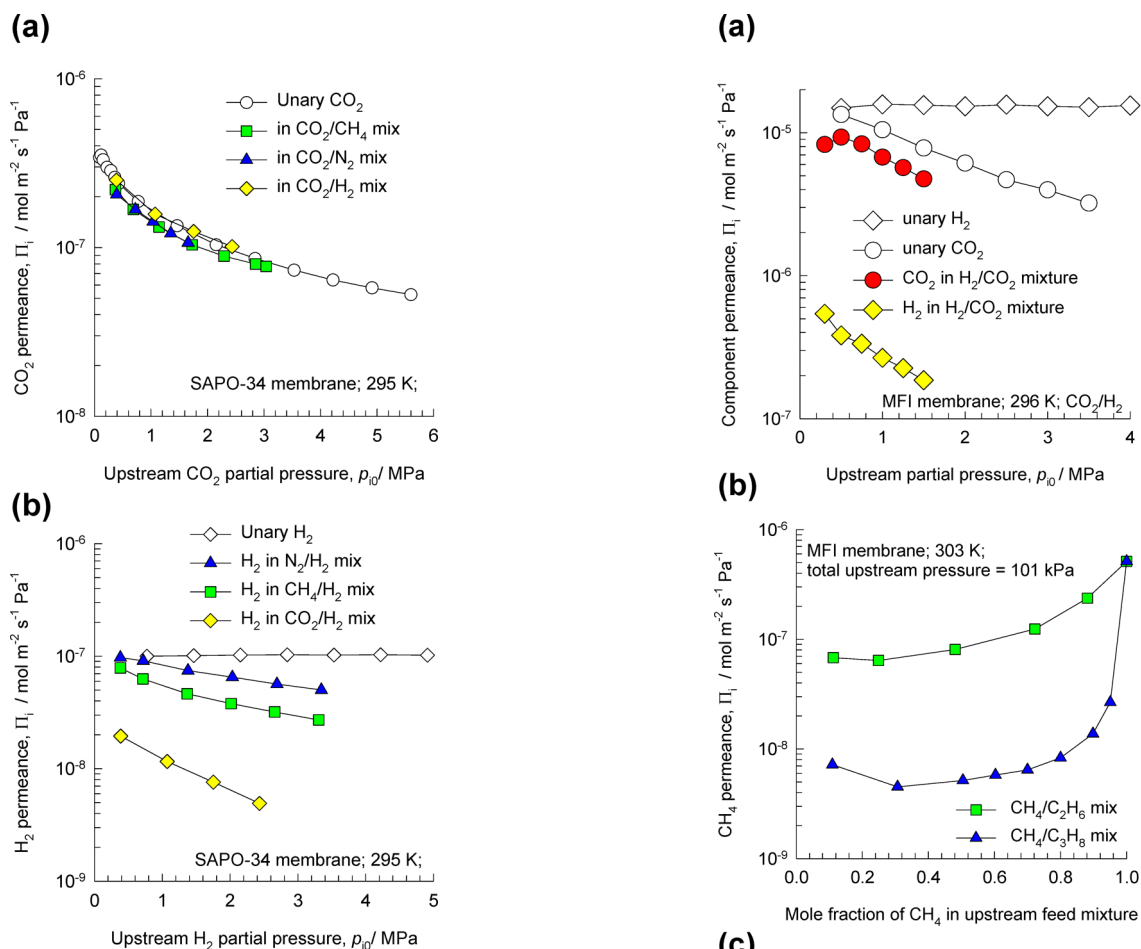 (a)
10⁻⁶
10⁻⁷
10⁻⁸
CO₂ permeance, Πᵢ / mol m⁻² s⁻¹ Pa⁻¹
Unary CO₂
in CO₂/CH₄ mix
in CO₂/N₂ mix
in CO₂/H₂ mix
SAPO-34 membrane; 295 K;
0 1 2 3 4 5 6
Upstream CO₂ partial pressure, pᵢ₀/ MPa
(b)
10⁻⁶
10⁻⁷
10⁻⁸
10⁻⁹
H₂ permeance, Πᵢ / mol m⁻² s⁻¹ Pa⁻¹
Unary H₂
H₂ in N₂/H₂ mix
H₂ in CH₄/H₂ mix
H₂ in CO₂/H₂ mix
SAPO-34 membrane; 295 K;
0 1 2 3 4 5
Upstream H₂ partial pressure, pᵢ₀/ MPa
(a)
10⁻⁵
10⁻⁶
10⁻⁷
Component permeance, Πᵢ / mol m⁻² s⁻¹ Pa⁻¹
unary H₂
unary CO₂
CO₂ in H₂/CO₂ mixture
H₂ in H₂/CO₂ mixture
MFI membrane; 296 K; CO₂/H₂
0 1 2 3 4
Upstream partial pressure, pᵢ₀/ MPa
(b)
10⁻⁶
10⁻⁷
10⁻⁸
10⁻⁹
CH₄ permeance, Πᵢ / mol m⁻² s⁻¹ Pa⁻¹
MFI membrane; 303 K;
total upstream pressure = 101 kPa
CH₄/C₂H₆ mix
CH₄/C₃H₈ mix
0.0 0.2 0.4 0.6 0.8 1.0
Mole fraction of CH₄ in upstream feed mixture
(c)